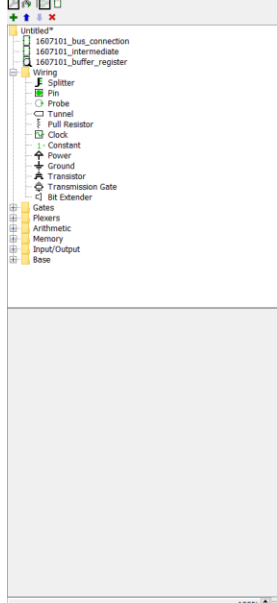 Untitled*
1607101_bus_connection
1607101_intermediate
1607101_buffer_register
Wiring
Splitter
Pin
Probe
Tunnel
Pull Resistor
Clock
1 Constant
Power
Ground
Transistor
Transmission Gate
Bit Extender
Gates
Plexers
Arithmetic
Memory
Input/Output
Base